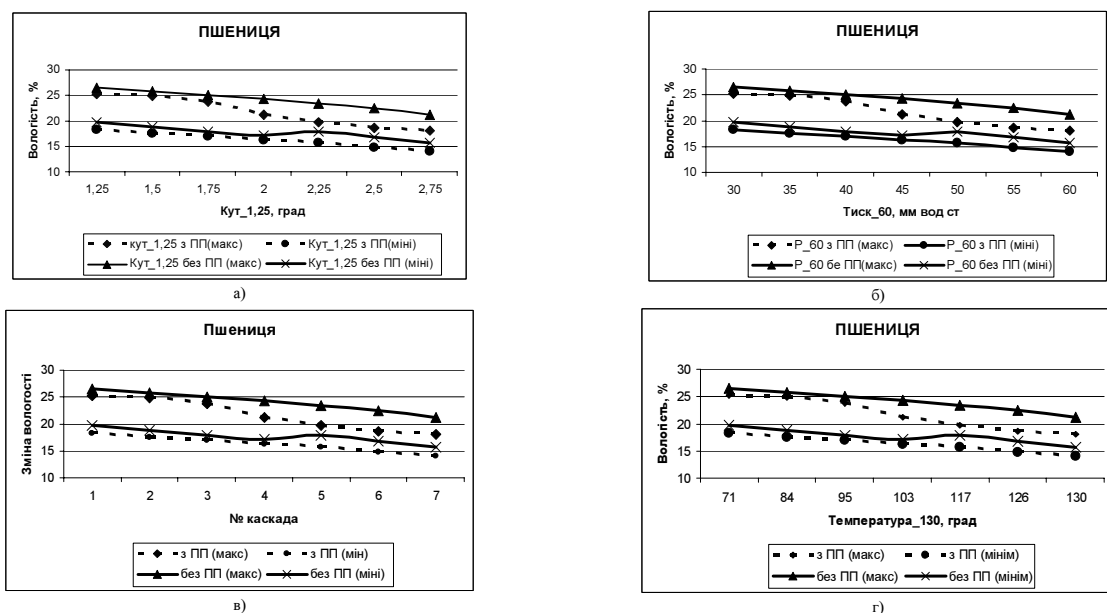 ПШЕНИЦЯ
30
25
20
15
10
Вологість, %
1,25 1,5 1,75 2 2,25 2,5 2,75
Кут_1,25, град
кут_1,25 з ПП(макс) Кут_1,25 з ПП(міні)
Кут_1,25 без ПП (макс) Кут_1,25 без ПП (міні)
а)
ПШЕНИЦЯ
30
25
20
15
10
Вологість, %
30 35 40 45 50 55 60
Тиск_60, мм вод ст
Р_60 з ПП (макс) Р_60 з ПП (міні)
Р_60 бе ПП(макс) Р_60 без ПП (міні)
б)
Пшениця
30
25
20
15
10
Зміна вологості
1 2 3 4 5 6 7
№ каскада
з ПП (макс) з ПП (мін)
без ПП (макс) без ПП (міні)
в)
ПШЕНИЦЯ
30
25
20
15
10
Вологість, %
71 84 95 103 117 126 130
Температура_130, град
з ПП (макс) з ПП (мінім)
без ПП (макс) без ПП (мінім)
г)